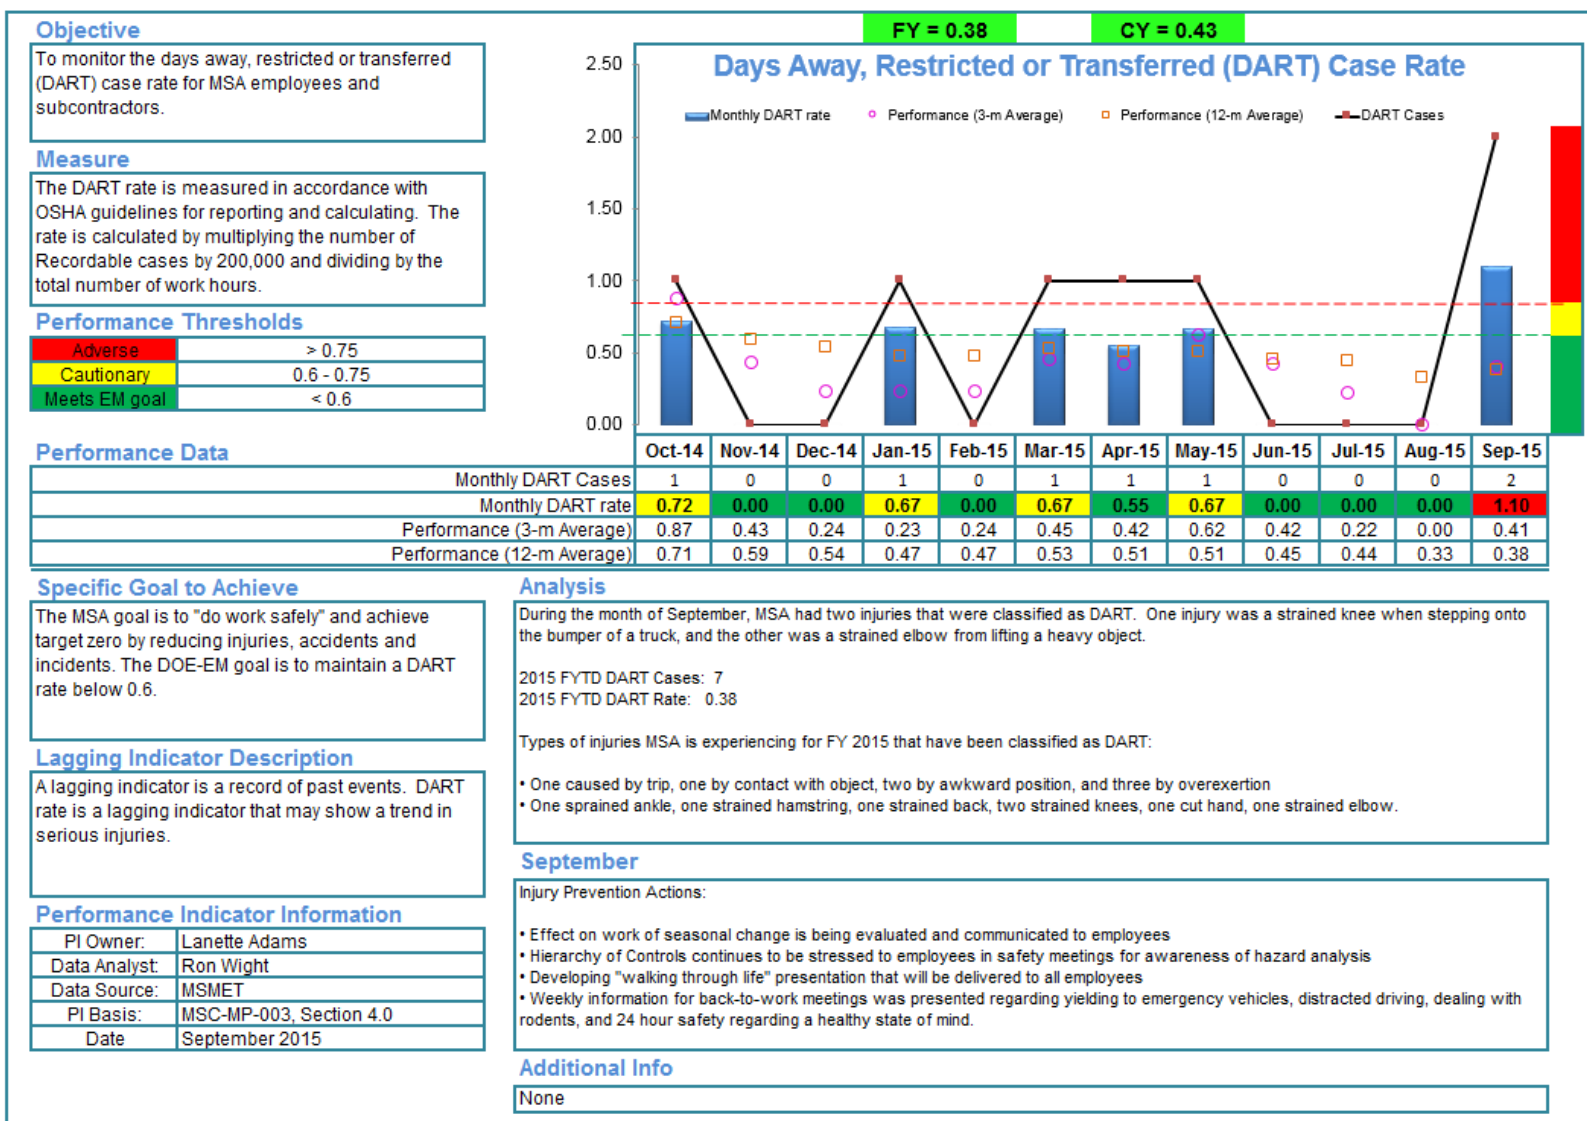 Objective
To monitor the days away, restricted or transferred
(DART) case rate for MSA employees and
subcontractors.
Measure
The DART rate is measured in accordance with
OSHA guidelines for reporting and calculating.  The
rate is calculated by multiplying the number of
Recordable cases by 200,000 and dividing by the
total number of work hours.
Performance Thresholds
Adverse > 0.75
Cautionary 0.6 - 0.75
Meets EM goal < 0.6
FY = 0.38 CY = 0.43
Days Away, Restricted or Transferred (DART) Case Rate
Monthly DART rate Performance (3-m Average) Performance (12-m Average) DART Cases
2.50
2.00
1.50
1.00
0.50
0.00
Performance Data Oct-14 Nov-14 Dec-14 Jan-15 Feb-15 Mar-15 Apr-15 May-15 Jun-15 Jul-15 Aug-15 Sep-15
Monthly DART Cases 1 0 0 1 0 1 1 1 0 0 0 2
Monthly DART rate 0.72 0.00 0.00 0.67 0.00 0.67 0.55 0.67 0.00 0.00 0.00 1.10
Performance (3-m Average) 0.87 0.43 0.24 0.23 0.24 0.45 0.42 0.62 0.42 0.22 0.00 0.41
Performance (12-m Average) 0.71 0.59 0.54 0.47 0.47 0.53 0.51 0.51 0.45 0.44 0.33 0.38
Specific Goal to Achieve
The MSA goal is to "do work safely" and achieve
target zero by reducing injuries, accidents and
incidents. The DOE-EM goal is to maintain a DART
rate below 0.6.
Lagging Indicator Description
A lagging indicator is a record of past events.  DART
rate is a lagging indicator that may show a trend in
serious injuries.
Performance Indicator Information
PI Owner: Lanette Adams
Data Analyst: Ron Wight
Data Source: MSMET
PI Basis: MSC-MP-003, Section 4.0
Date September 2015
Analysis
During the month of September, MSA had two injuries that were classified as DART.  One injury was a strained knee when stepping onto
the bumper of a truck, and the other was a strained elbow from lifting a heavy object.
2015 FYTD DART Cases:  7
2015 FYTD DART Rate:   0.38
Types of injuries MSA is experiencing for FY 2015 that have been classified as DART:
• One caused by trip, one by contact with object, two by awkward position, and three by overexertion
• One sprained ankle, one strained hamstring, one strained back, two strained knees, one cut hand, one strained elbow.
September
Injury Prevention Actions:
• Effect on work of seasonal change is being evaluated and communicated to employees
• Hierarchy of Controls continues to be stressed to employees in safety meetings for awareness of hazard analysis
• Developing "walking through life" presentation that will be delivered to all employees
• Weekly information for back-to-work meetings was presented regarding yielding to emergency vehicles, distracted driving, dealing with
rodents, and 24 hour safety regarding a healthy state of mind.
Additional Info
None